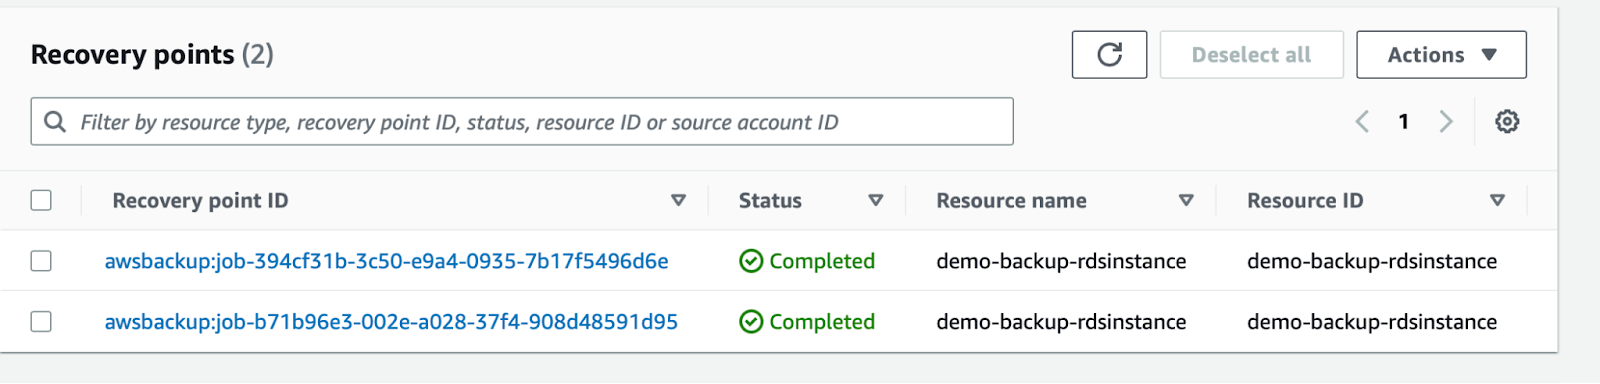 Recovery points (2)
Deselect all
Actions
Filter by resource type, recovery point ID, status, resource ID or source account ID
1
Recovery point ID Status Resource name Resource ID
awsbackup:job-394cf31b-3c50-e9a4-0935-7b17f5496d6e Completed demo-backup-rdsinstance demo-backup-rdsinstance
awsbackup:job-b71b96e3-002e-a028-37f4-908d48591d95 Completed demo-backup-rdsinstance demo-backup-rdsinstance